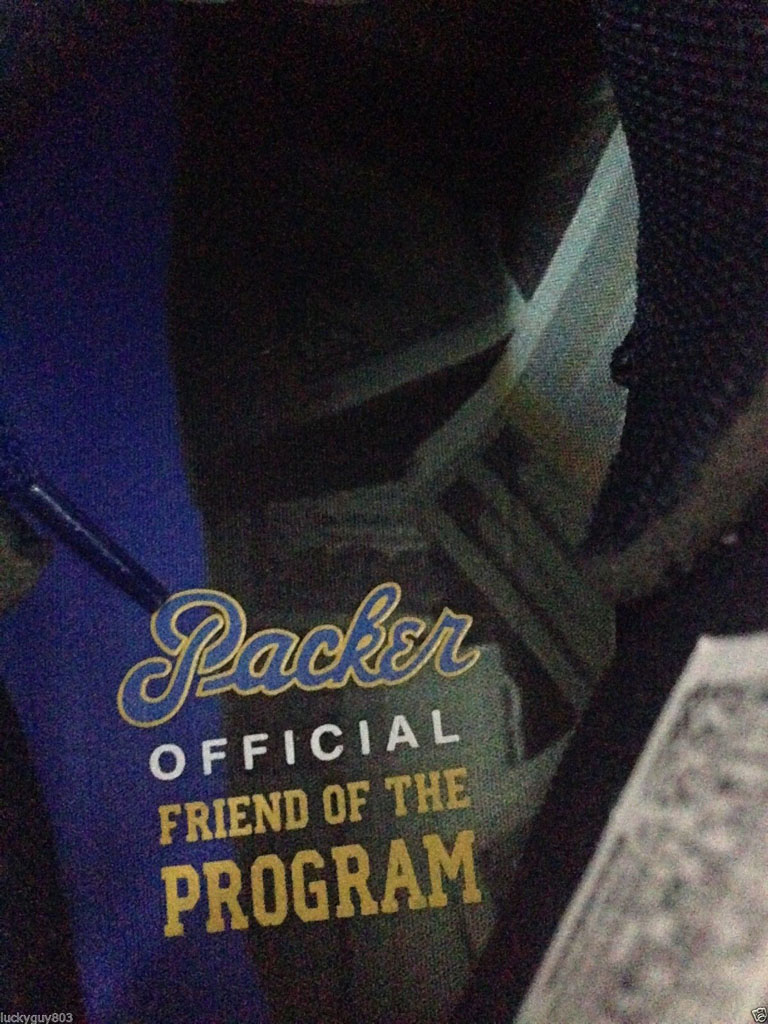 Packer
OFFICIAL
FRIEND OF THE
PROGRAM
luckyguy803